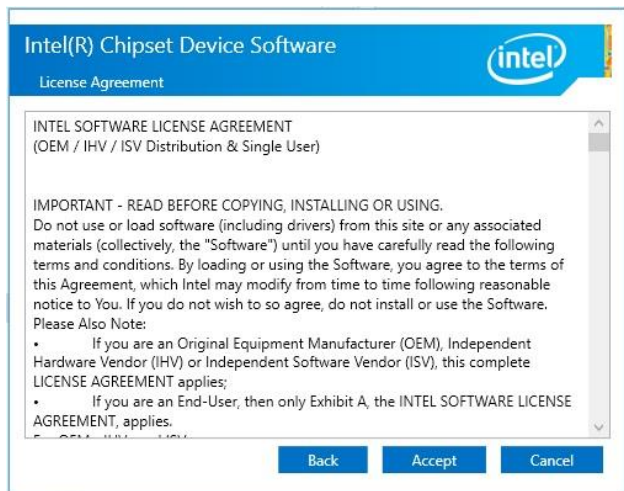 Intel(R) Chipset Device Software
intel
License Agreement
INTEL SOFTWARE LICENSE AGREEMENT
(OEM / IHV / ISV Distribution & Single User)
IMPORTANT - READ BEFORE COPYING, INSTALLING OR USING.
Do not use or load software (including drivers) from this site or any associated
materials (collectively, the "Software") until you have carefully read the following
terms and conditions. By loading or using the Software, you agree to the terms of
this Agreement, which Intel may modify from time to time following reasonable
notice to You. If you do not wish to so agree, do not install or use the Software.
Please Also Note:
• If you are an Original Equipment Manufacturer (OEM), Independent
Hardware Vendor (IHV) or Independent Software Vendor (ISV), this complete
LICENSE AGREEMENT applies;
• If you are an End-User, then only Exhibit A, the INTEL SOFTWARE LICENSE
AGREEMENT, applies.
Back Accept Cancel